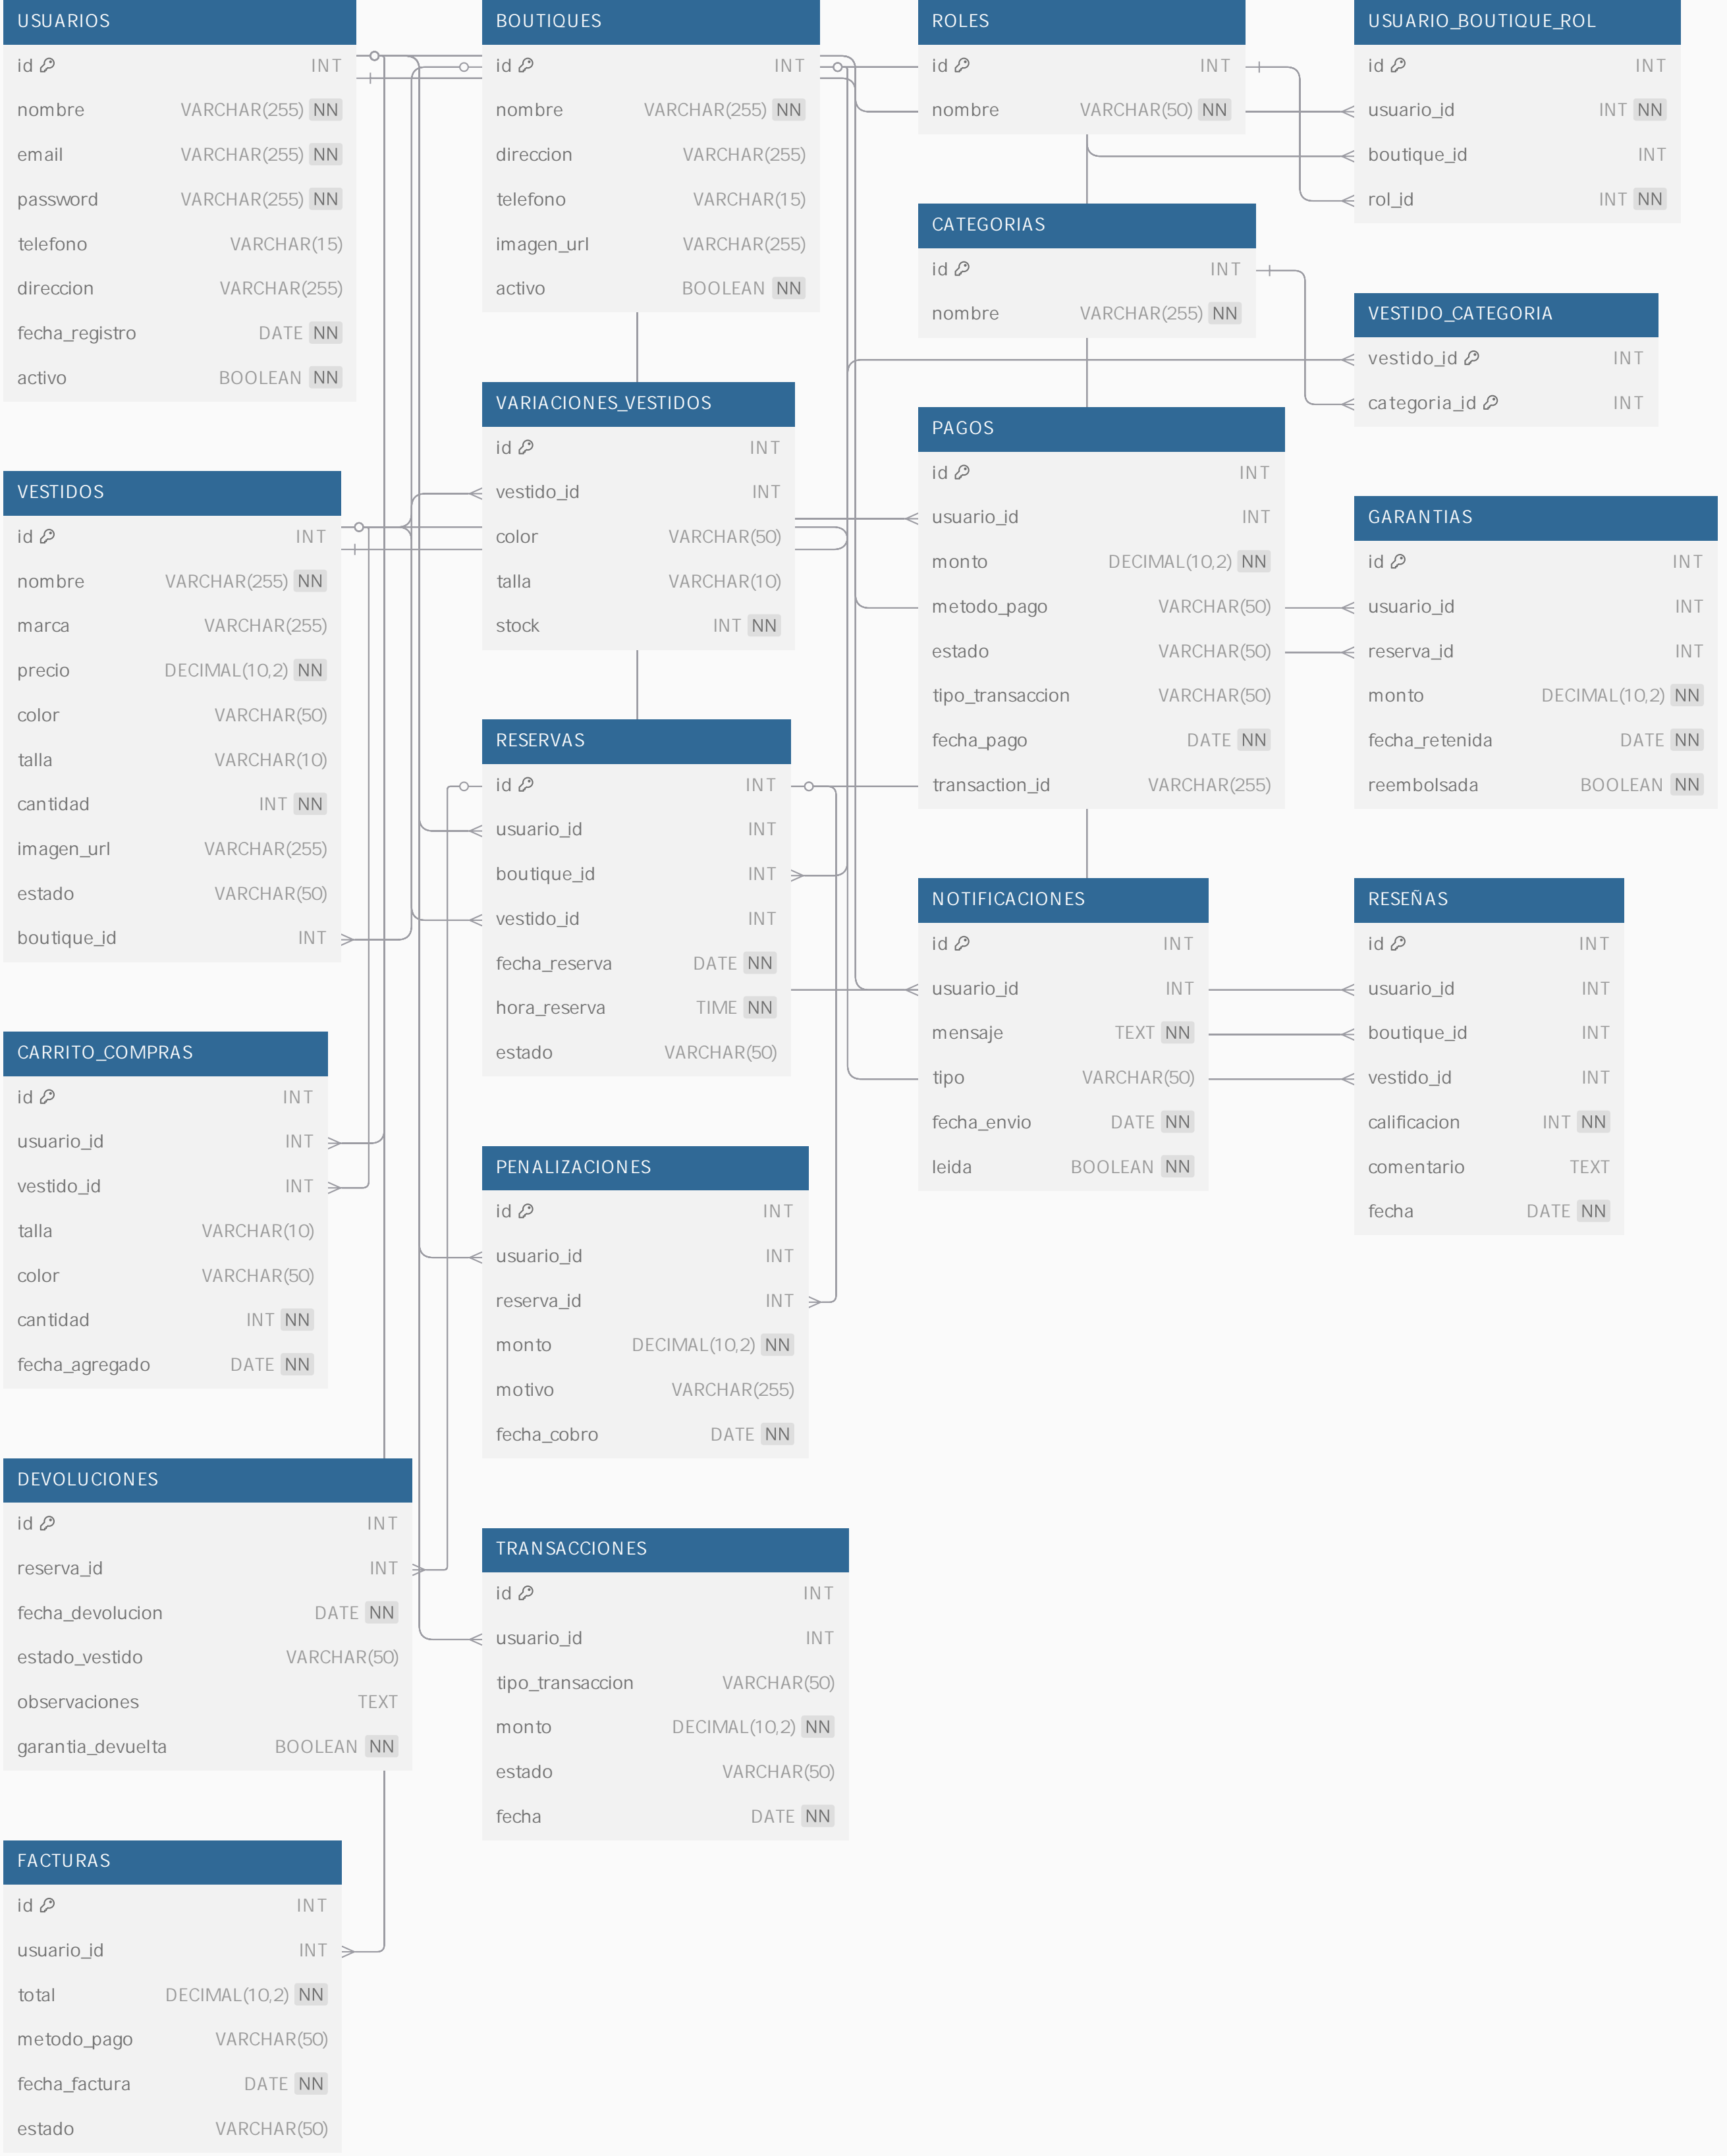 USUARIOS
id INT
nombre VARCHAR(255) NN
email VARCHAR(255) NN
password VARCHAR(255) NN
telefono VARCHAR(15)
direccion VARCHAR(255)
fecha_registro DATE NN
activo BOOLEAN NN
VESTIDOS
id INT
nombre VARCHAR(255) NN
marca VARCHAR(255)
precio DECIMAL(10,2) NN
color VARCHAR(50)
talla VARCHAR(10)
cantidad INT NN
imagen_url VARCHAR(255)
estado VARCHAR(50)
boutique_id INT
CARRITO_COMPRAS
id INT
usuario_id INT
vestido_id INT
talla VARCHAR(10)
color VARCHAR(50)
cantidad INT NN
fecha_agregado DATE NN
DEVOLUCIONES
id INT
reserva_id INT
fecha_devolucion DATE NN
estado_vestido VARCHAR(50)
observaciones TEXT
garantia_devuelta BOOLEAN NN
FACTURAS
id INT
usuario_id INT
total DECIMAL(10,2) NN
metodo_pago VARCHAR(50)
fecha_factura DATE NN
estado VARCHAR(50)
BOUTIQUES
id INT
nombre VARCHAR(255) NN
direccion VARCHAR(255)
telefono VARCHAR(15)
imagen_url VARCHAR(255)
activo BOOLEAN NN
VARIACIONES_VESTIDOS
id INT
vestido_id INT
color VARCHAR(50)
talla VARCHAR(10)
stock INT NN
RESERVAS
id INT
usuario_id INT
boutique_id INT
vestido_id INT
fecha_reserva DATE NN
hora_reserva TIME NN
estado VARCHAR(50)
PENALIZACIONES
id INT
usuario_id INT
reserva_id INT
monto DECIMAL(10,2) NN
motivo VARCHAR(255)
fecha_cobro DATE NN
TRANSACCIONES
id INT
usuario_id INT
tipo_transaccion VARCHAR(50)
monto DECIMAL(10,2) NN
estado VARCHAR(50)
fecha DATE NN
ROLES
id INT
nombre VARCHAR(50) NN
CATEGORIAS
id INT
nombre VARCHAR(255) NN
PAGOS
id INT
usuario_id INT
monto DECIMAL(10,2) NN
metodo_pago VARCHAR(50)
estado VARCHAR(50)
tipo_transaccion VARCHAR(50)
fecha_pago DATE NN
transaction_id VARCHAR(255)
NOTIFICACIONES
id INT
usuario_id INT
mensaje TEXT NN
tipo VARCHAR(50)
fecha_envio DATE NN
leida BOOLEAN NN
USUARIO_BOUTIQUE_ROL
id INT
usuario_id INT NN
boutique_id INT
rol_id INT NN
VESTIDO_CATEGORIA
vestido_id INT
categoria_id INT
GARANTIAS
id INT
usuario_id INT
reserva_id INT
monto DECIMAL(10,2) NN
fecha_retenida DATE NN
reembolsada BOOLEAN NN
RESEÑAS
id INT
usuario_id INT
boutique_id INT
vestido_id INT
calificacion INT NN
comentario TEXT
fecha DATE NN